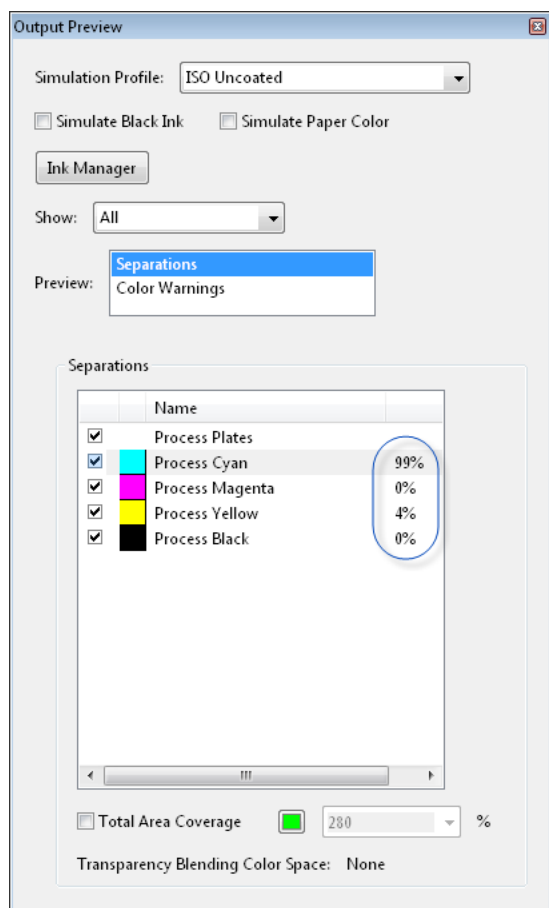 Output Preview
Simulation Profile: ISO Uncoated
Simulate Black Ink Simulate Paper Color
Ink Manager
Show: All
Preview: Separations
Color Warnings
Separations
Name
Process Plates
Process Cyan 99%
Process Magenta 0%
Process Yellow 4%
Process Black 0%
Total Area Coverage 280 %
Transparency Blending Color Space: None